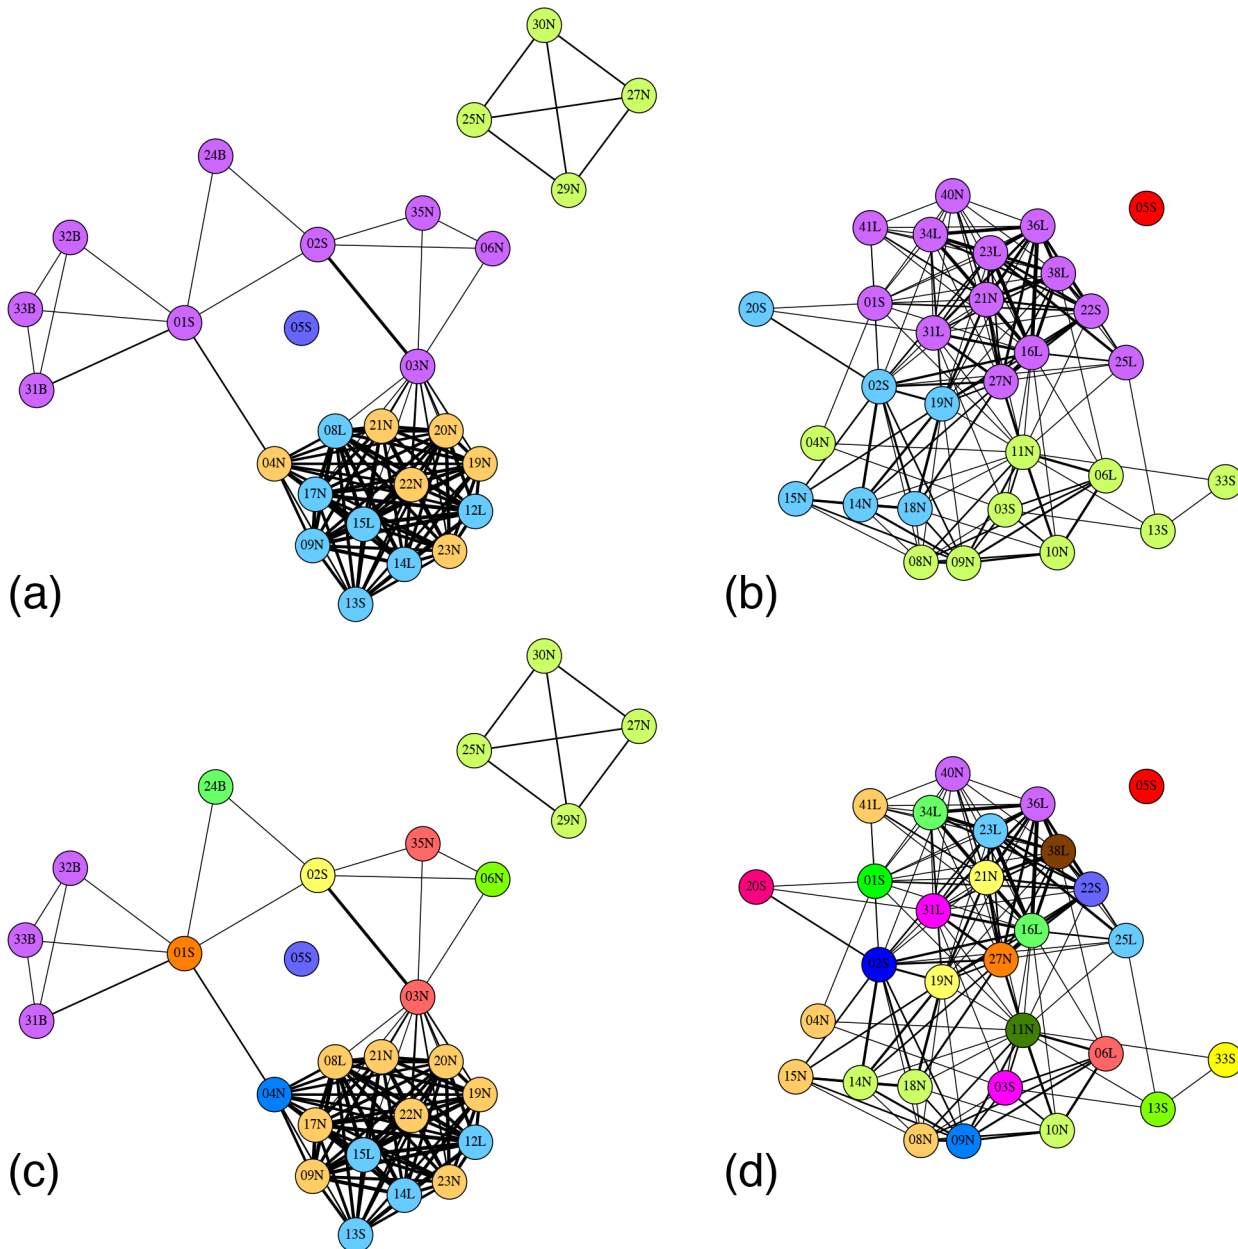 30N
27N
25N
29N
24B
35N
32B
02S
06N
33B
01S
05S
03N
31B
08L
21N
20N
04N
19N
17N
22N
12L
15L
09N
23N
14L
13S
(a)
40N
05S
41L
34L
36L
23L
38L
20S
01S
21N
22S
31L
16L
25L
02S
27N
19N
04N
11N
06L
33S
15N
14N
18N
03S
13S
08N
09N
10N
(b)
30N
27N
25N
29N
24B
35N
32B
02S
06N
33B
01S
05S
03N
31B
08L
21N
20N
04N
19N
17N
22N
12L
15L
09N
23N
14L
13S
(c)
40N
05S
41L
34L
36L
23L
38L
20S
01S
21N
22S
31L
16L
25L
02S
27N
19N
04N
11N
06L
33S
15N
14N
18N
03S
13S
08N
09N
10N
(d)